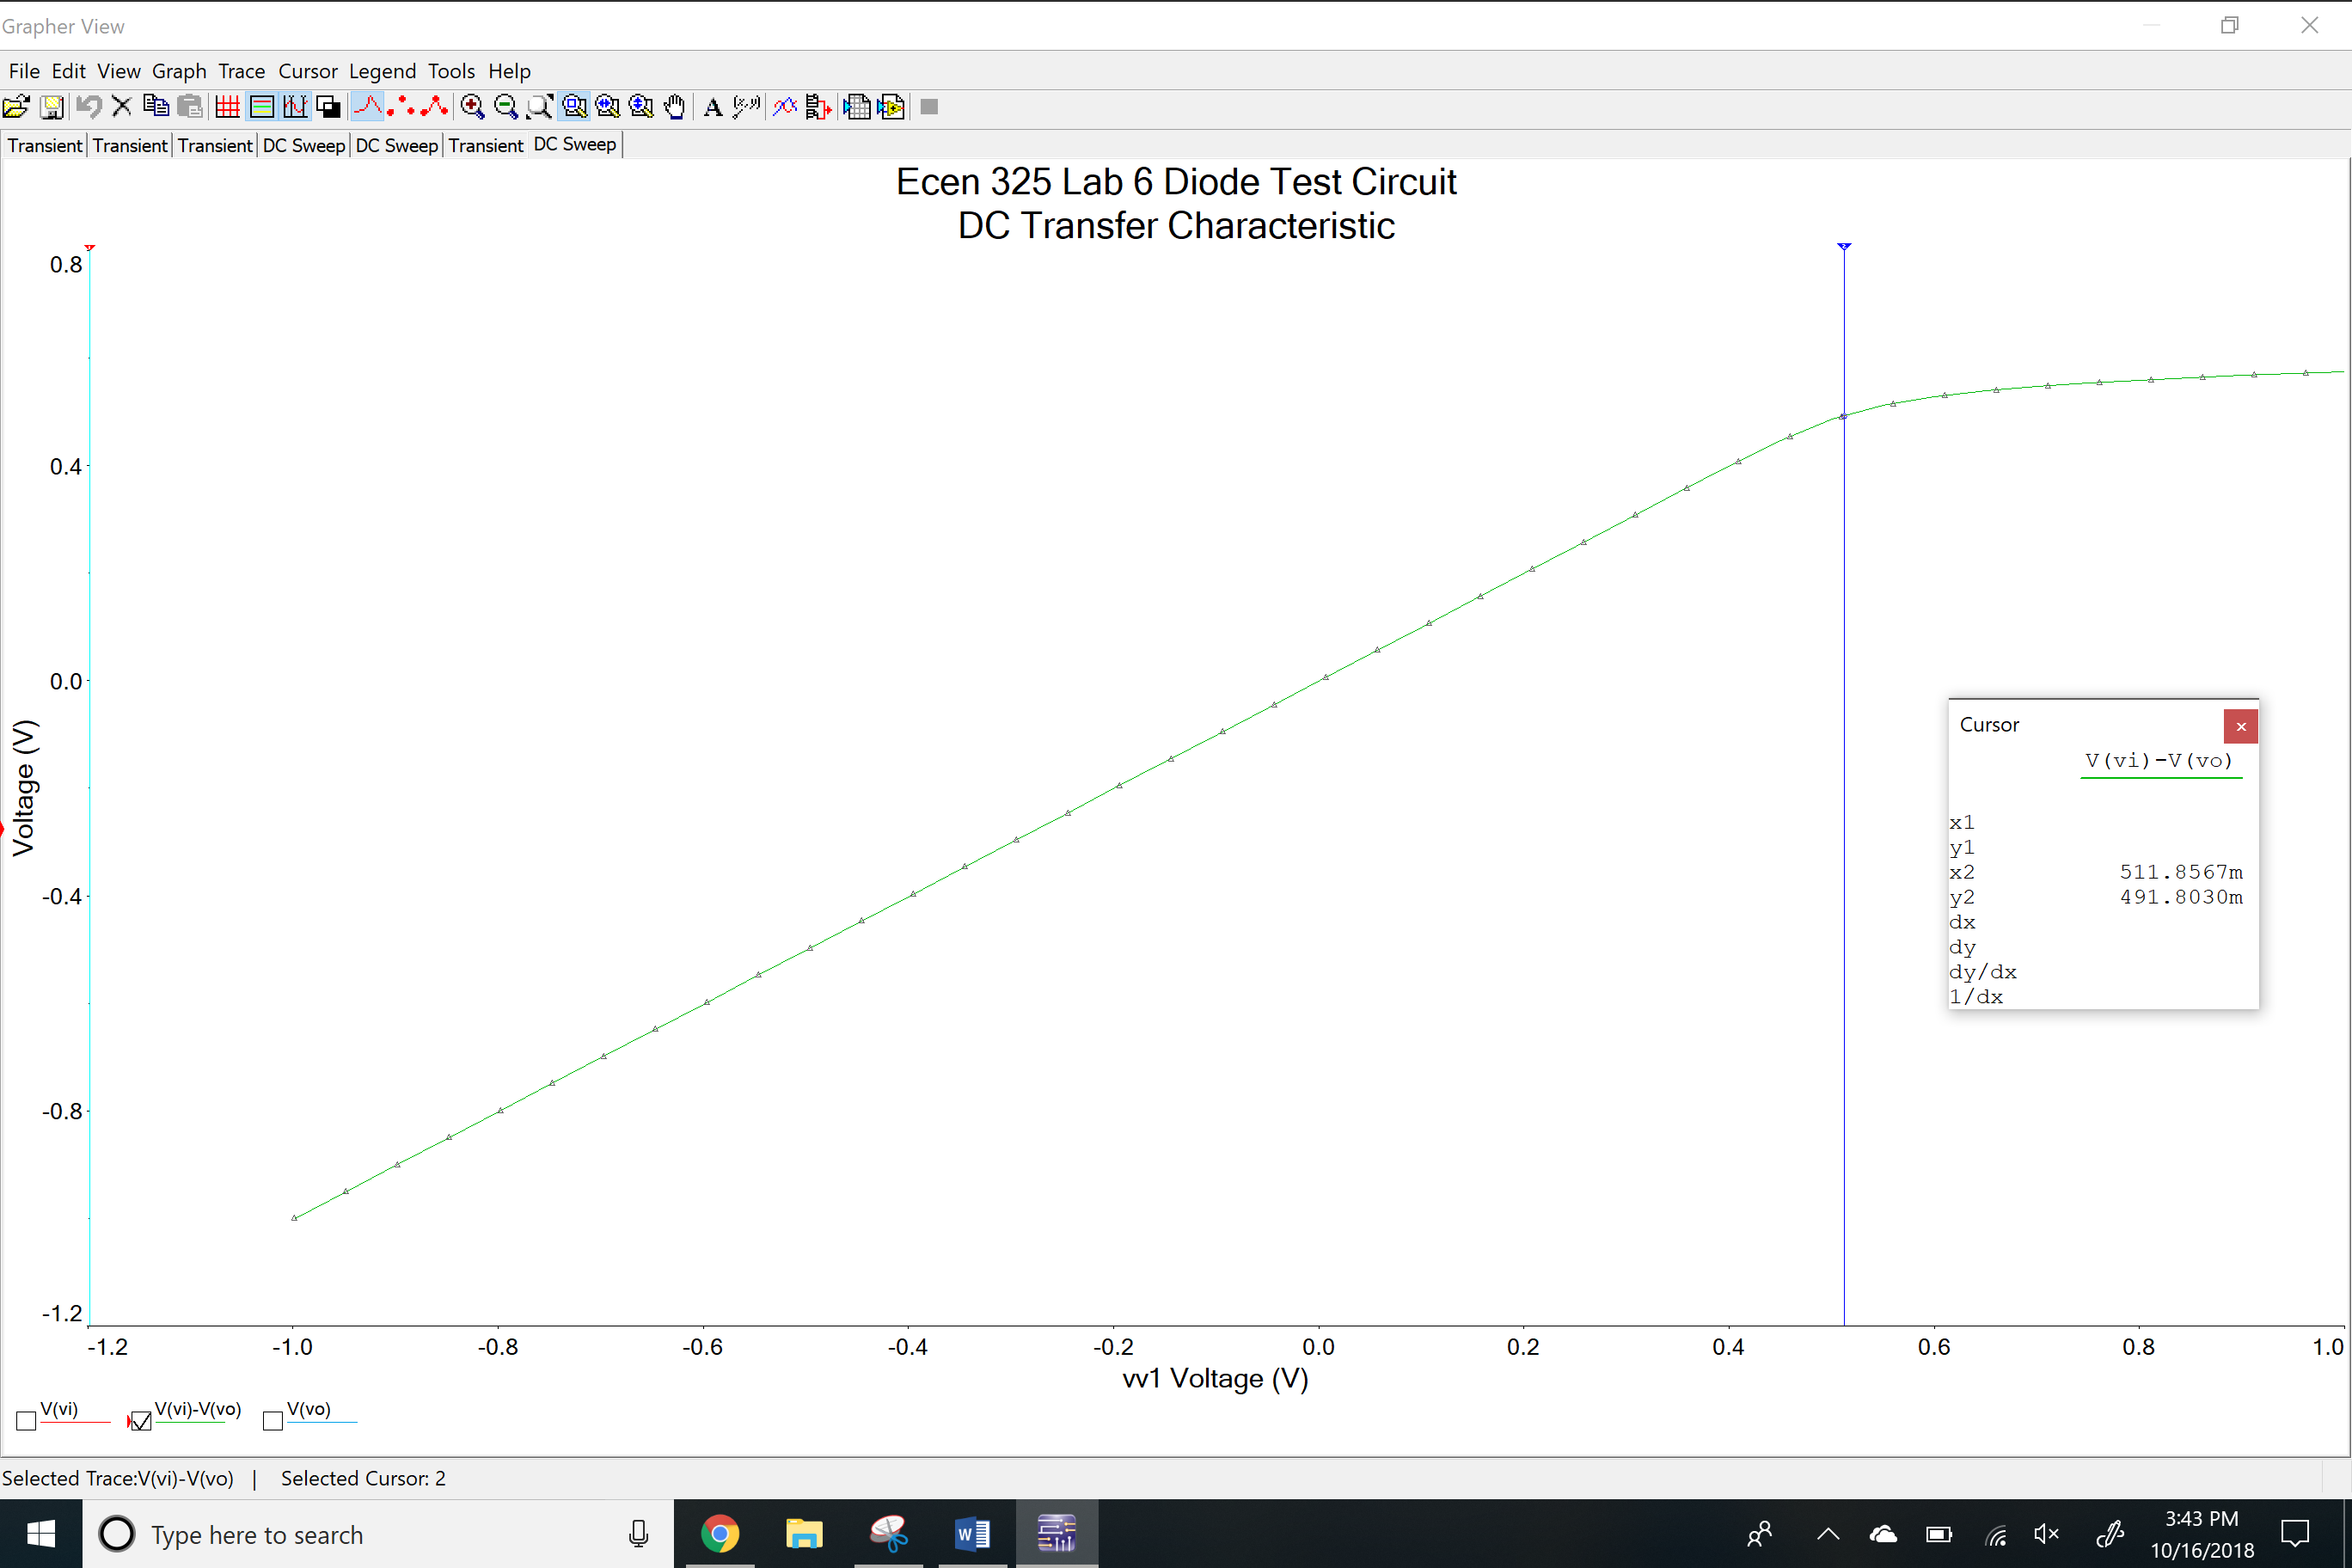 Grapher View
File Edit View Graph Trace Cursor Legend Tools Help
A (x,y)
Transient Transient Transient DC Sweep DC Sweep Transient DC Sweep
Ecen 325 Lab 6 Diode Test Circuit
DC Transfer Characteristic
0.8
0.4
0.0
-0.4
-0.8
-1.2
Voltage (V)
-1.2 -1.0 -0.8 -0.6 -0.4 -0.2 0.0 0.2 0.4 0.6 0.8 1.0
vv1 Voltage (V)
Cursor
V(vi)-V(vo)
x1
y1
x2 511.8567m
y2 491.8030m
dx
dy
dy/dx
1/dx
V(vi) V(vi)-V(vo) V(vo)
Selected Trace:V(vi)-V(vo) | Selected Cursor: 2
Type here to search
W
3:43 PM
10/16/2018